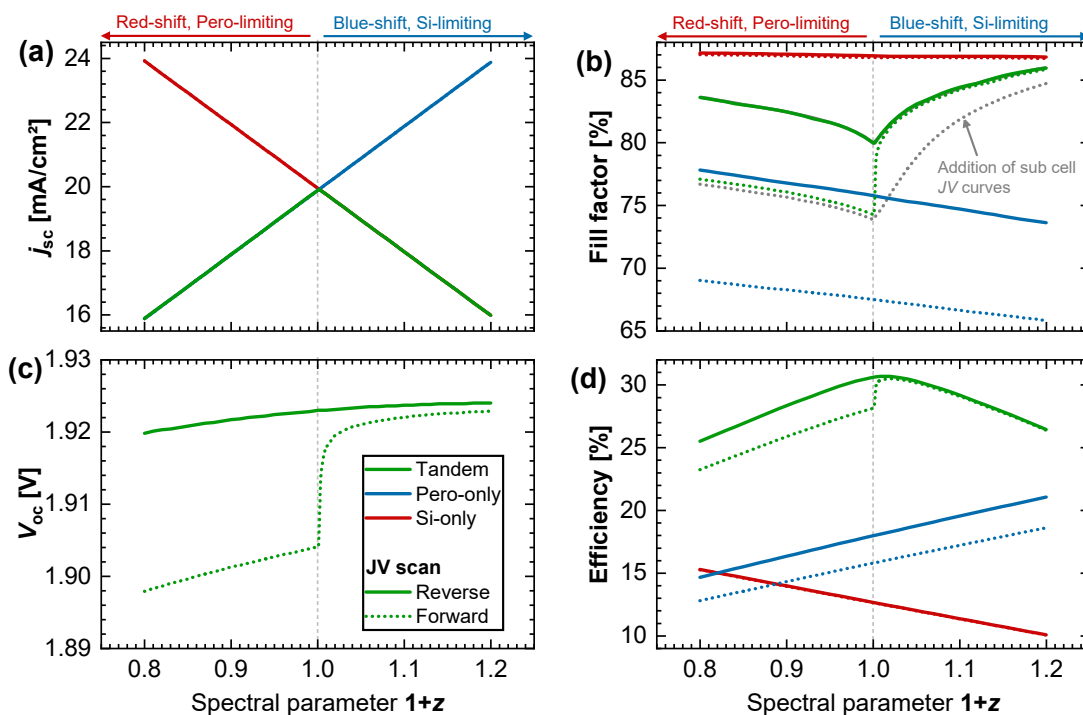 Red-shift, Pero-limiting
Blue-shift, Si-limiting
(a)
24
22
20
18
16
j_sc [mA/cm²]
Red-shift, Pero-limiting
Blue-shift, Si-limiting
(b)
85
80
75
70
65
Fill factor [%]
Addition of sub cell
JV curves
(c)
1.93
1.92
1.91
1.90
1.89
V_oc [V]
Tandem
Pero-only
Si-only
JV scan
Reverse
Forward
0.8 0.9 1.0 1.1 1.2
Spectral parameter 1+z
(d)
30
25
20
15
10
Efficiency [%]
0.8 0.9 1.0 1.1 1.2
Spectral parameter 1+z